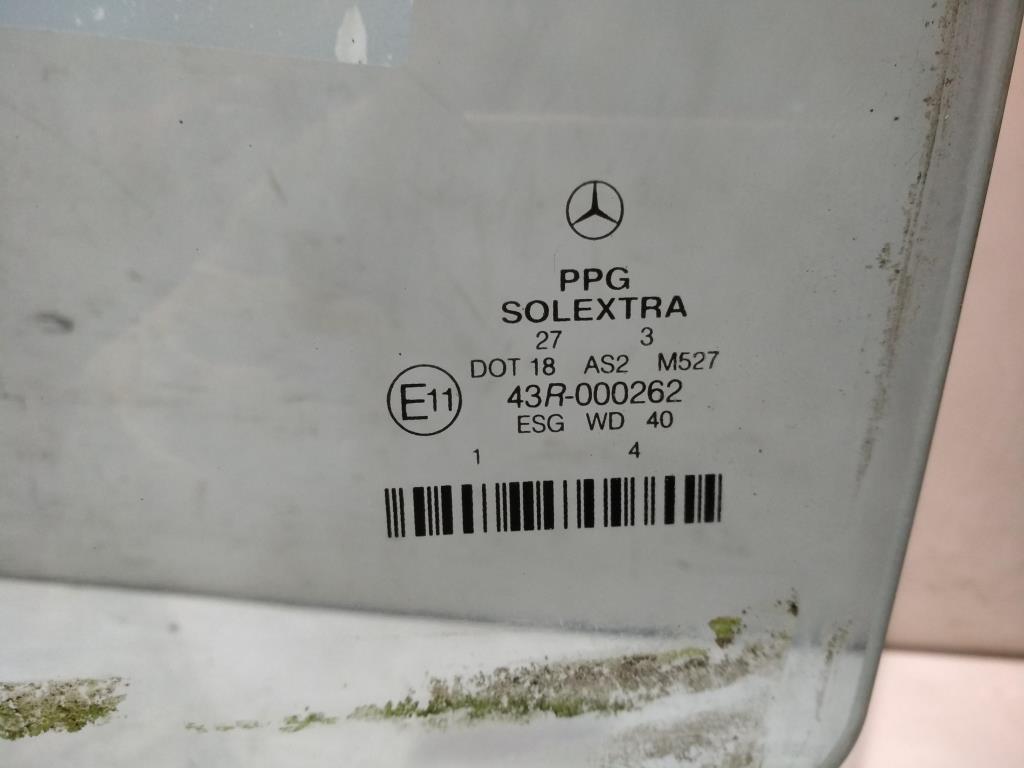 PPG
SOLEXTRA
27 3
DOT 18 AS2 M527
E11 43R-000262
ESG WD 40
1 4